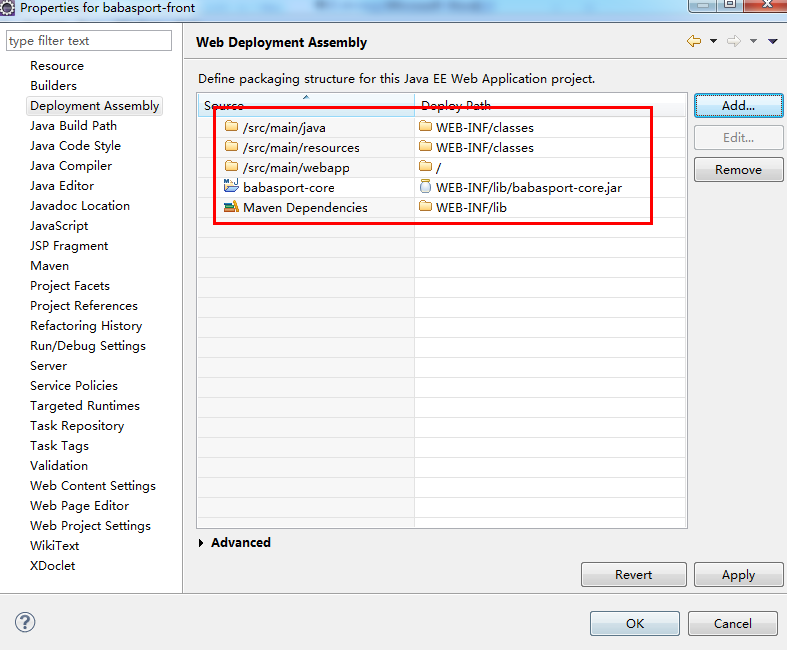 Properties for babasport-front
type filter text
Resource
Builders
Deployment Assembly
Java Build Path
Java Code Style
Java Compiler
Java Editor
Javadoc Location
JavaScript
JSP Fragment
Maven
Project Facets
Project References
Refactoring History
Run/Debug Settings
Server
Service Policies
Targeted Runtimes
Task Repository
Task Tags
Validation
Web Content Settings
Web Page Editor
Web Project Settings
WikiText
XDoclet
Web Deployment Assembly
Define packaging structure for this Java EE Web Application project.
Source Deploy Path
/src/main/java WEB-INF/classes
/src/main/resources WEB-INF/classes
/src/main/webapp /
babasport-core WEB-INF/lib/babasport-core.jar
Maven Dependencies WEB-INF/lib
Add...
Edit...
Remove
Advanced
Revert Apply
OK Cancel